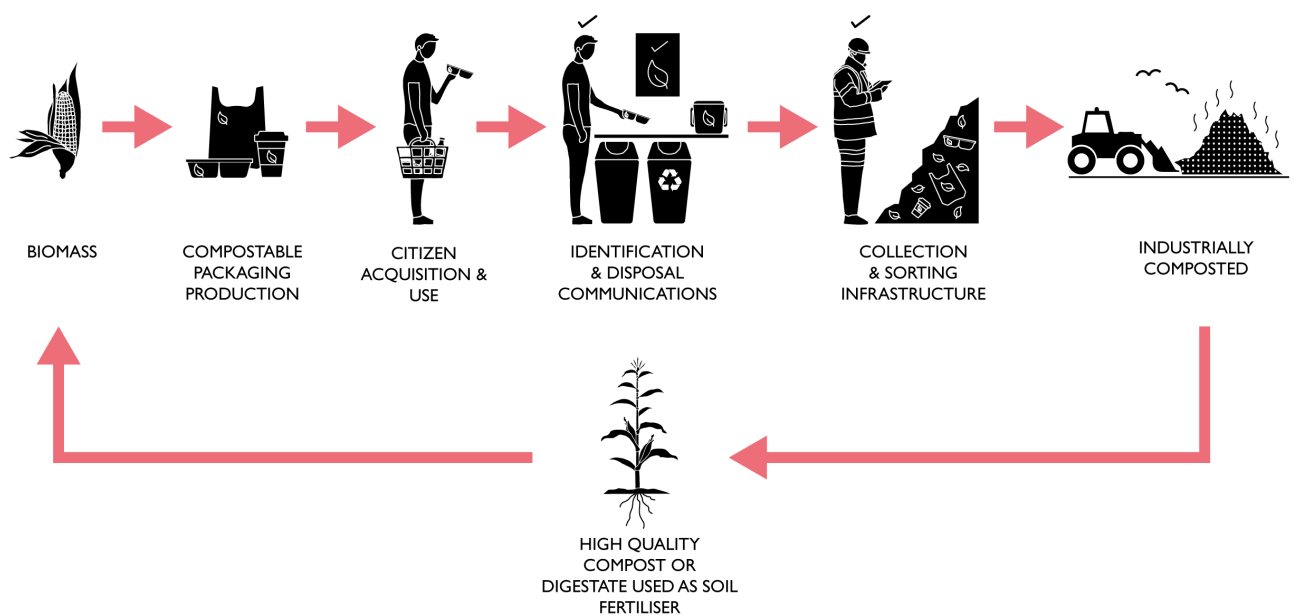 BIOMASS
COMPOSTABLE
PACKAGING
PRODUCTION
CITIZEN
ACQUISITION &
USE
IDENTIFICATION
& DISPOSAL
COMMUNICATIONS
COLLECTION
& SORTING
INFRASTRUCTURE
INDUSTRIALLY
COMPOSTED
HIGH QUALITY
COMPOST OR
DIGESTATE USED AS SOIL
FERTILISER